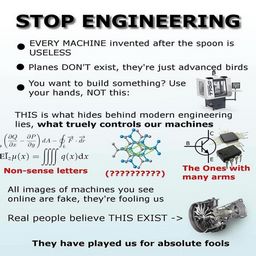 STOP ENGINEERING
EVERY MACHINE invented after the spoon is
USELESS
Planes DON'T exist, they're just advanced birds
You want to build something? Use
your hands, NOT this:
THIS is what hides behind modern engineering
lies, what truely controls our machines
Non-sense letters
(??????????)
The Ones with
many arms
All images of machines you see
online are fake, they're fooling us
Real people believe THIS EXIST ->
They have played us for absolute fools